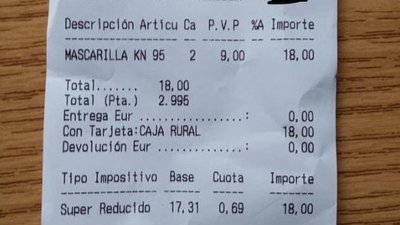 Descripción Artícu Ca P.V.P %A Importe
MASCARILLA KN 95 2 9,00 18,00
Total....... 18,00
Total (Pta.) 2.995
Entrega Eur ...............: 0,00
Con Tarjeta:CAJA RURAL 18,00
Devolución Eur ............: 0,00
Tipo Impositivo Base Cuota Importe
Super Reducido 17,31 0,69 18,00